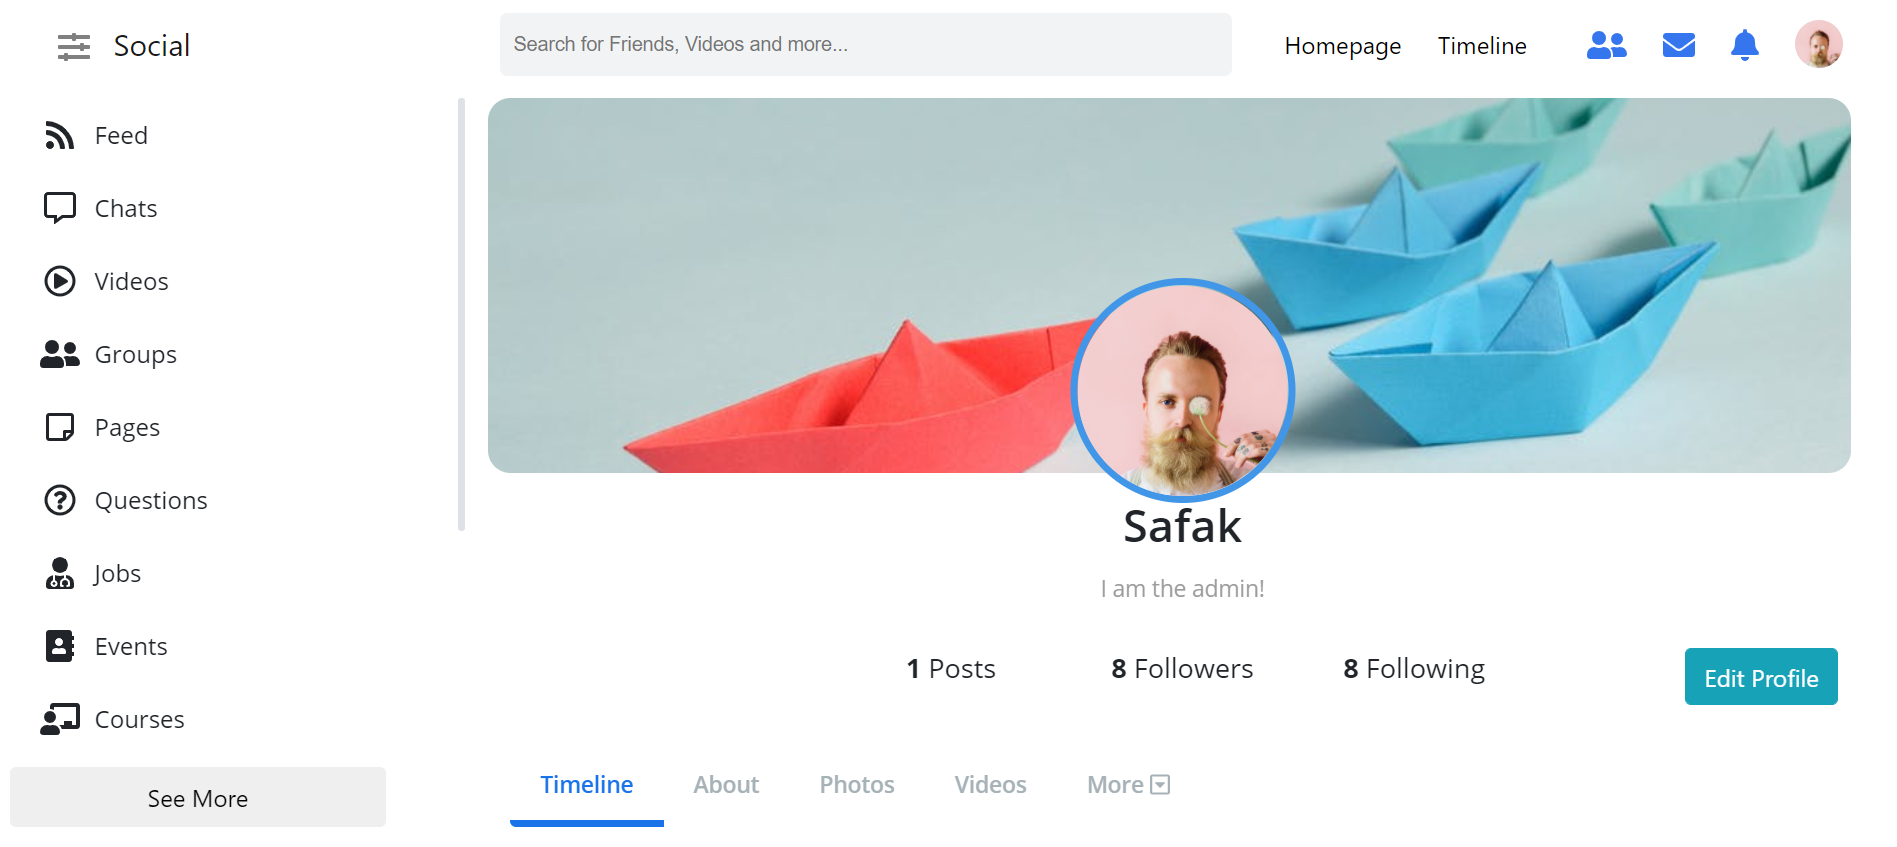 Social
Search for Friends, Videos and more...
Homepage
Timeline
Feed
Chats
Videos
Groups
Pages
Questions
Jobs
Events
Courses
See More
Safak
I am the admin!
1 Posts
8 Followers
8 Following
Edit Profile
Timeline
About
Photos
Videos
More